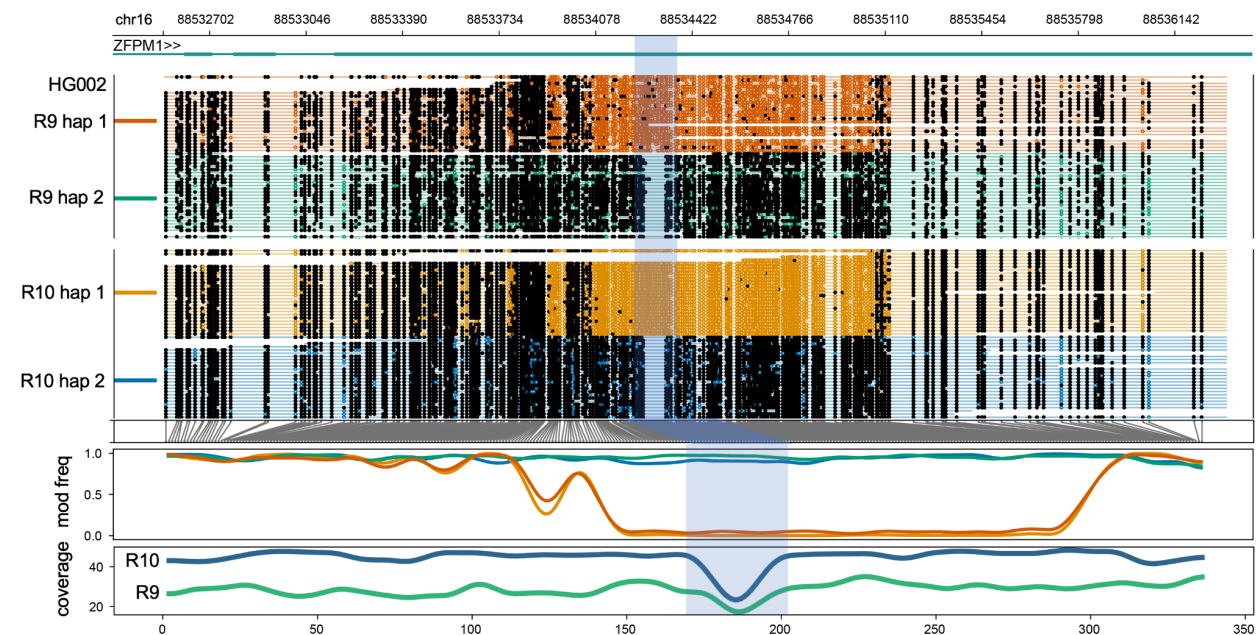 chr16 88532702 88533046 88533390 88533734 88534078 88534422 88534766 88535110 88535454 88535798 88536142
ZFPM1>>
HG002
R9 hap 1
R9 hap 2
R10 hap 1
R10 hap 2
mod freq
1.0
0.5
0.0
coverage
R10
40
R9
20
0 50 100 150 200 250 300 350